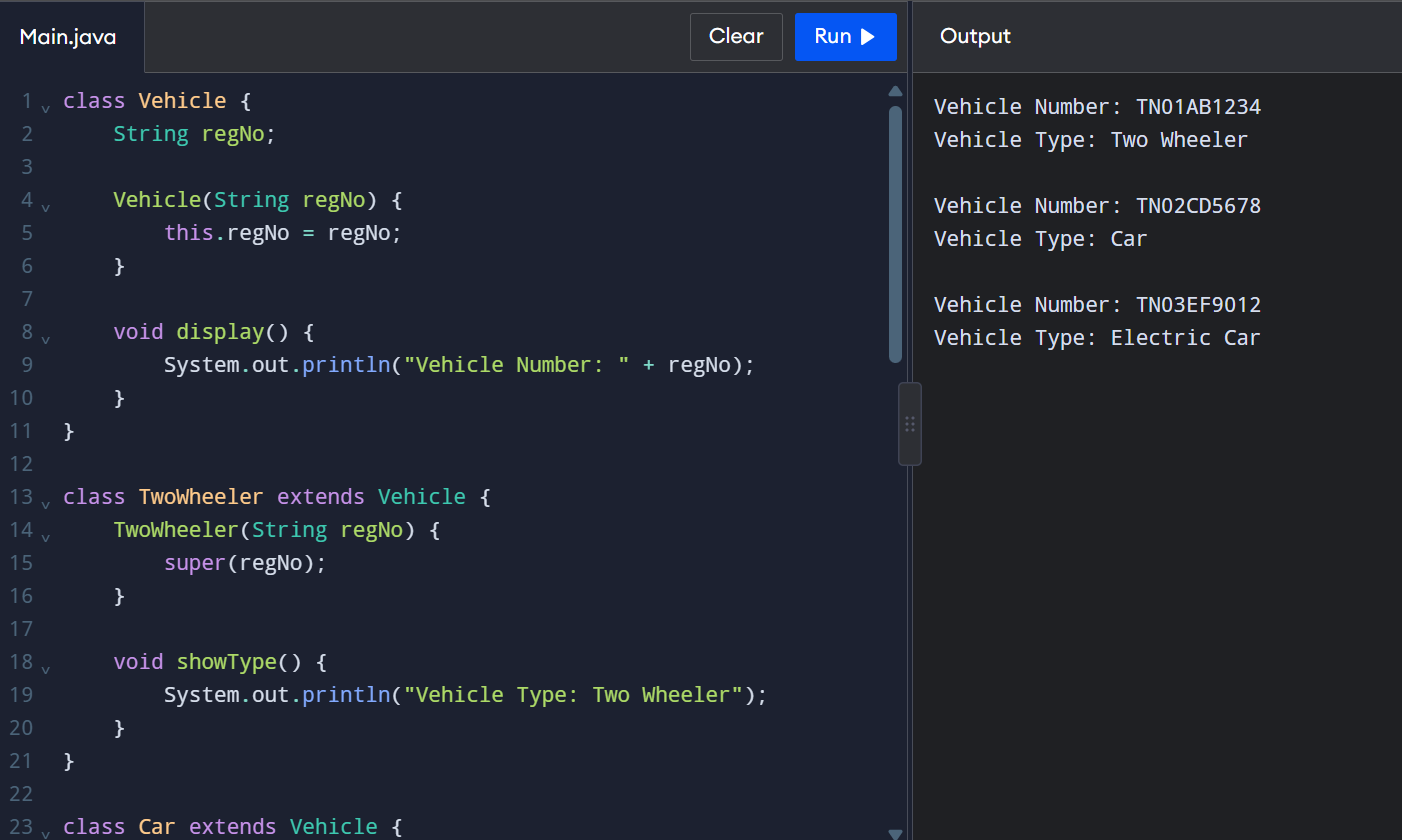 Main.java
Clear
Run
Output
1 class Vehicle {
2     String regNo;
3
4     Vehicle(String regNo) {
5         this.regNo = regNo;
6     }
7
8     void display() {
9         System.out.println("Vehicle Number: " + regNo);
10     }
11 }
12
13 class TwoWheeler extends Vehicle {
14     TwoWheeler(String regNo) {
15         super(regNo);
16     }
17
18     void showType() {
19         System.out.println("Vehicle Type: Two Wheeler");
20     }
21 }
22
23 class Car extends Vehicle {
Vehicle Number: TN01AB1234
Vehicle Type: Two Wheeler
Vehicle Number: TN02CD5678
Vehicle Type: Car
Vehicle Number: TN03EF9012
Vehicle Type: Electric Car